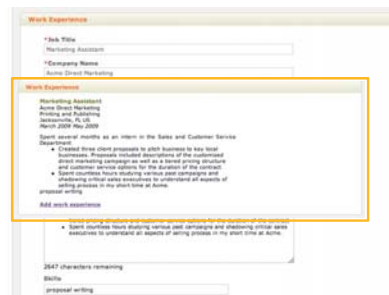 Work Experience
*Job Title
Marketing Assistant
*Company Name
Acme Direct Marketing
Work Experience
Marketing Assistant
Acme Direct Marketing
Printing and Publishing
Jacksonville, FL US
March 2009-May 2009
Spent several months as an intern in the Sales and Customer Service
Department
• Created three client proposals to pitch business to key local
businesses. Proposals included descriptions of the customized
direct marketing campaign as well as a tiered pricing structure
and customer service options for the duration of the contract
• Spent countless hours studying various past campaigns and
shadowing critical sales executives to understand all aspects of
selling process in my short time at Acme.
proposal writing
Add work experience
tiered pricing structure and customer service options for the duration of the contract
• Spent countless hours studying various past campaigns and shadowing critical sales
executives to understand all aspects of selling process in my short time at Acme.
2647 characters remaining
Skills
proposal writing